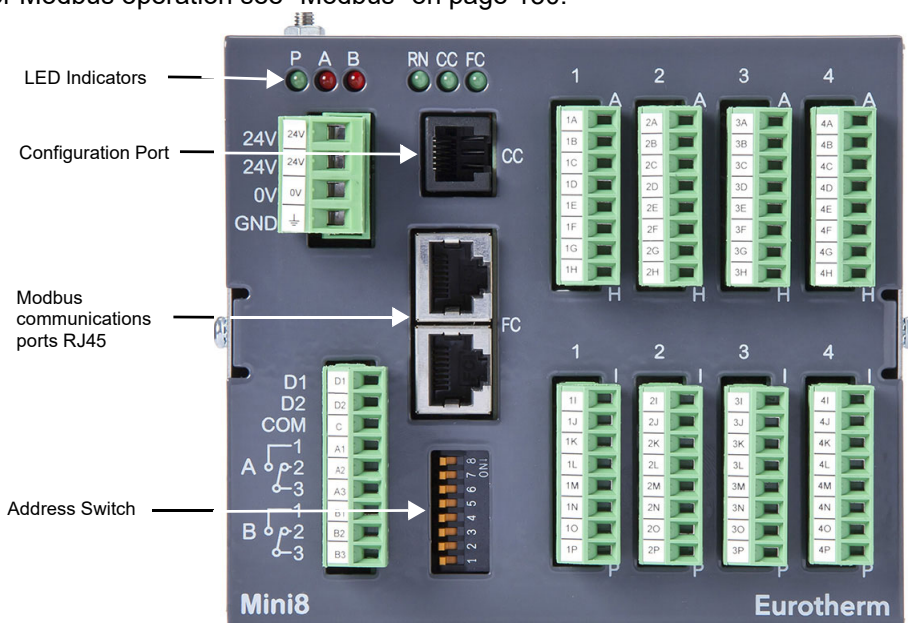 or Modbus operation see "Modbus" on page 180.
LED Indicators
P A B
RN CC FC
1 2 3 4
A A A A
24V
24V
0V
GND
24V
24V
0V
Configuration Port
CC
1A
1B
1C
1D
1E
1F
1G
1H
2A
2B
2C
2D
2E
2F
2G
2H
3A
3B
3C
3D
3E
3F
3G
3H
4A
4B
4C
4D
4E
4F
4G
4H
H H H H
Modbus
communications
ports RJ45
FC
1 2 3 4
I I I I
D1
D2
COM
A
1
2
3
B
1
2
3
D1
D2
C
A1
A2
A3
B1
B2
B3
Address Switch
1 2 3 4 5 6 7 8
ON
1I
1J
1K
1L
1M
1N
1O
1P
2I
2J
2K
2L
2M
2N
2O
2P
3I
3J
3K
3L
3M
3N
3O
3P
4I
4J
4K
4L
4M
4N
4O
4P
P P P P
Mini8
Eurotherm